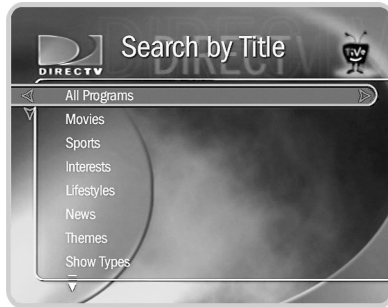 Search by Title
DIRECTV
TiVo
All Programs
Movies
Sports
Interests
Lifestyles
News
Themes
Show Types